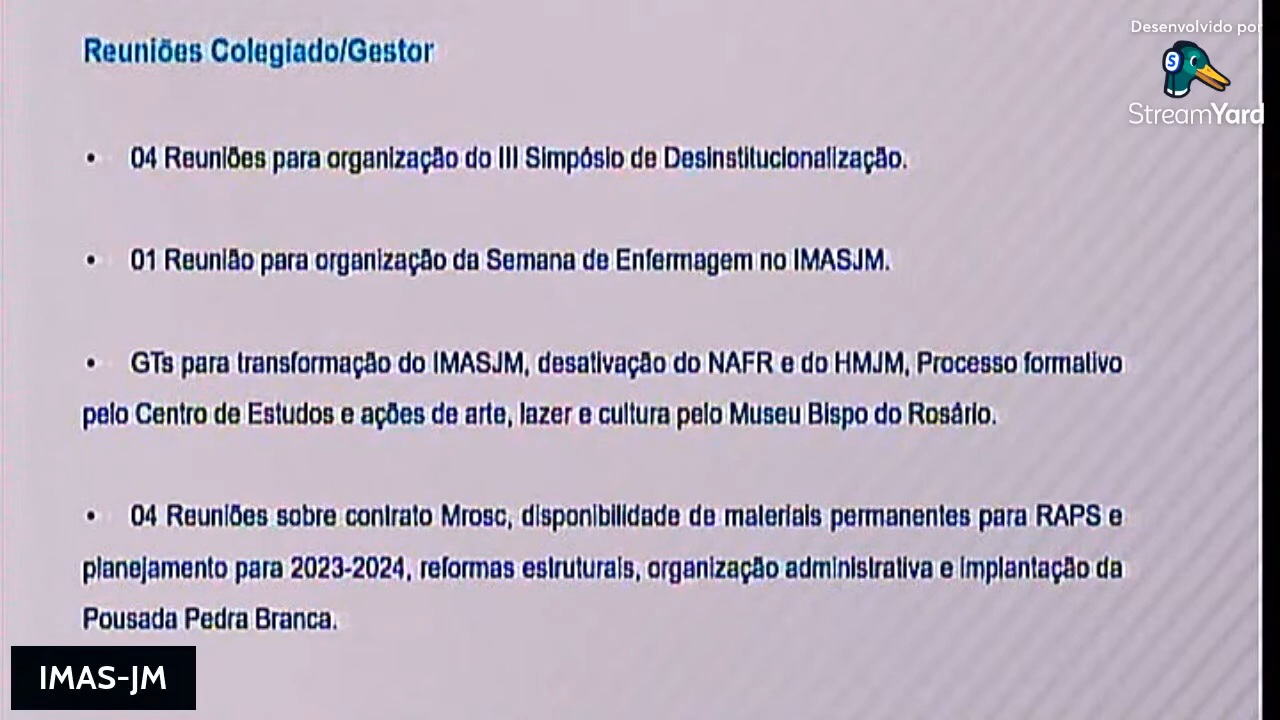 Desenvolvido por
StreamYard
Reuniões Colegiado/Gestor
• 04 Reuniões para organização do III Simpósio de Desinstitucionalização.
• 01 Reunião para organização da Semana de Enfermagem no IMASJM.
• GTs para transformação do IMASJM, desativação do NAFR e do HMJM, Processo formativo
pelo Centro de Estudos e ações de arte, lazer e cultura pelo Museu Bispo do Rosário.
• 04 Reuniões sobre contrato Mrosc, disponibilidade de materiais permanentes para RAPS e
planejamento para 2023-2024, reformas estruturais, organização administrativa e implantação da
Pousada Pedra Branca.
IMAS-JM